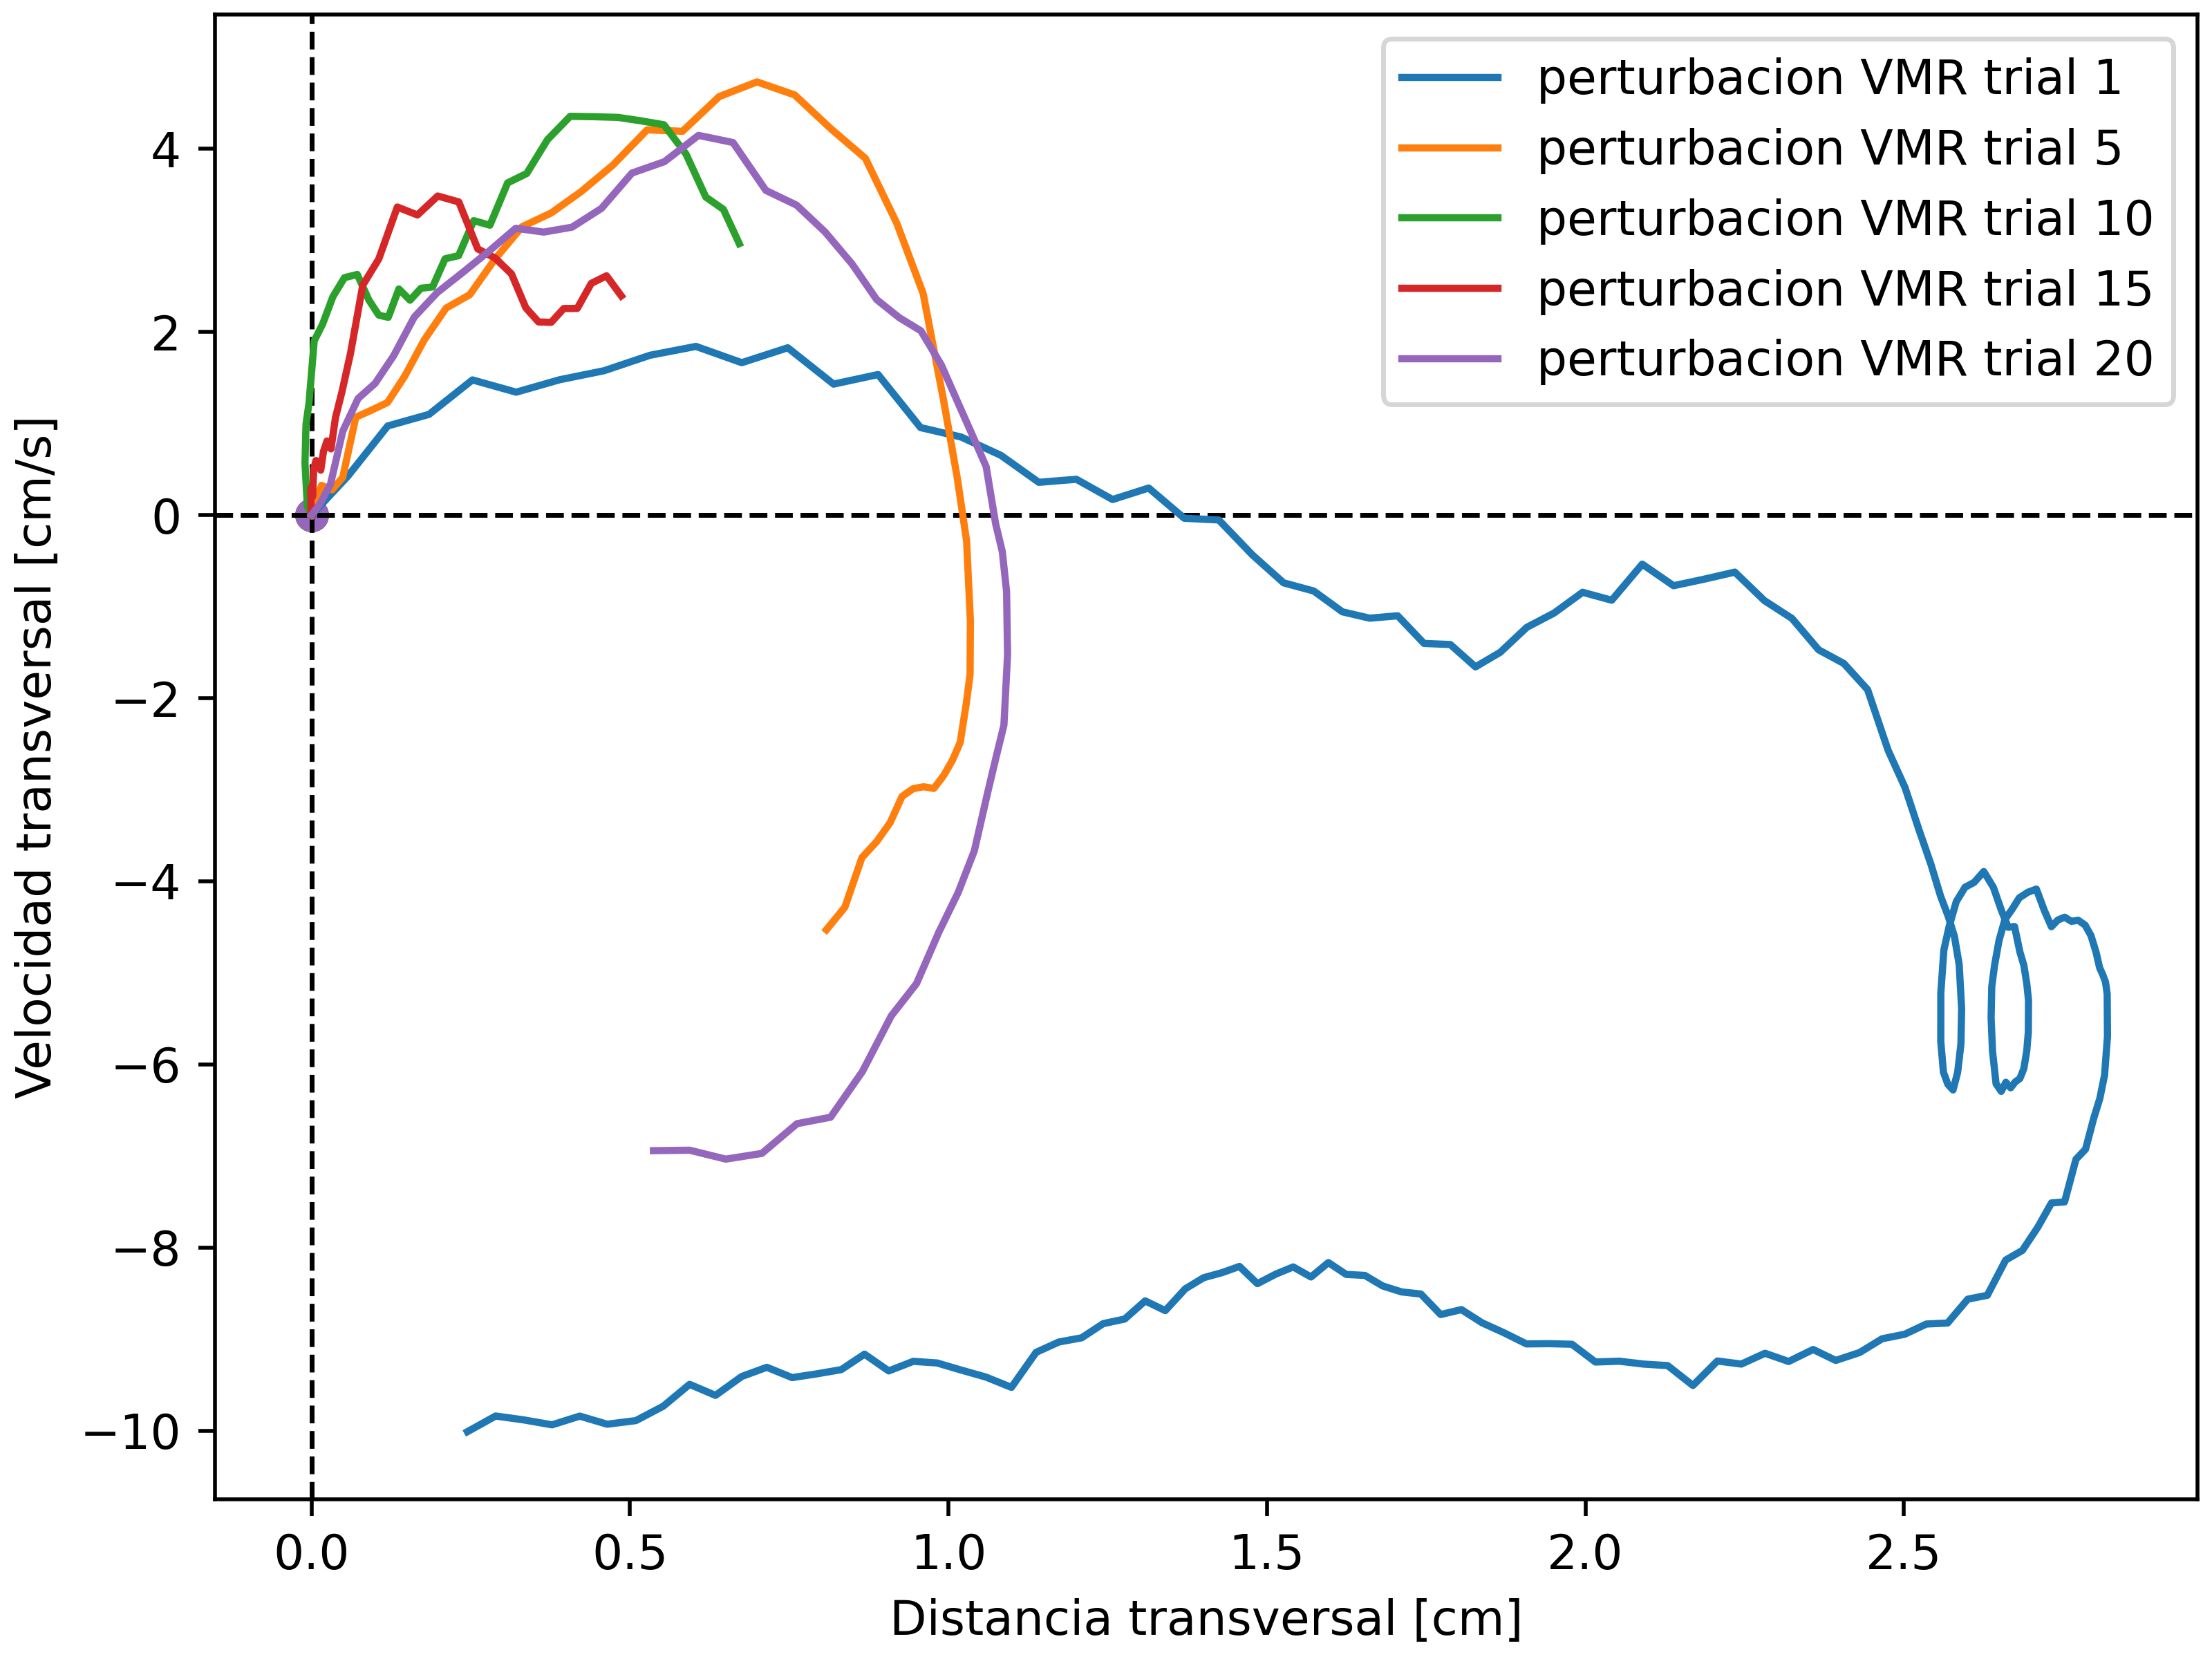 perturbacion VMR trial 1
perturbacion VMR trial 5
perturbacion VMR trial 10
perturbacion VMR trial 15
perturbacion VMR trial 20
4
2
0
−2
−4
−6
−8
−10
Velocidad transversal [cm/s]
0.0 0.5 1.0 1.5 2.0 2.5
Distancia transversal [cm]